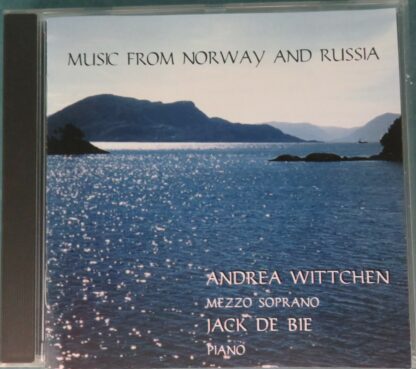 MUSIC FROM NORWAY AND RUSSIA
ANDREA WITTCHEN
MEZZO SOPRANO
JACK DE BIE
PIANO